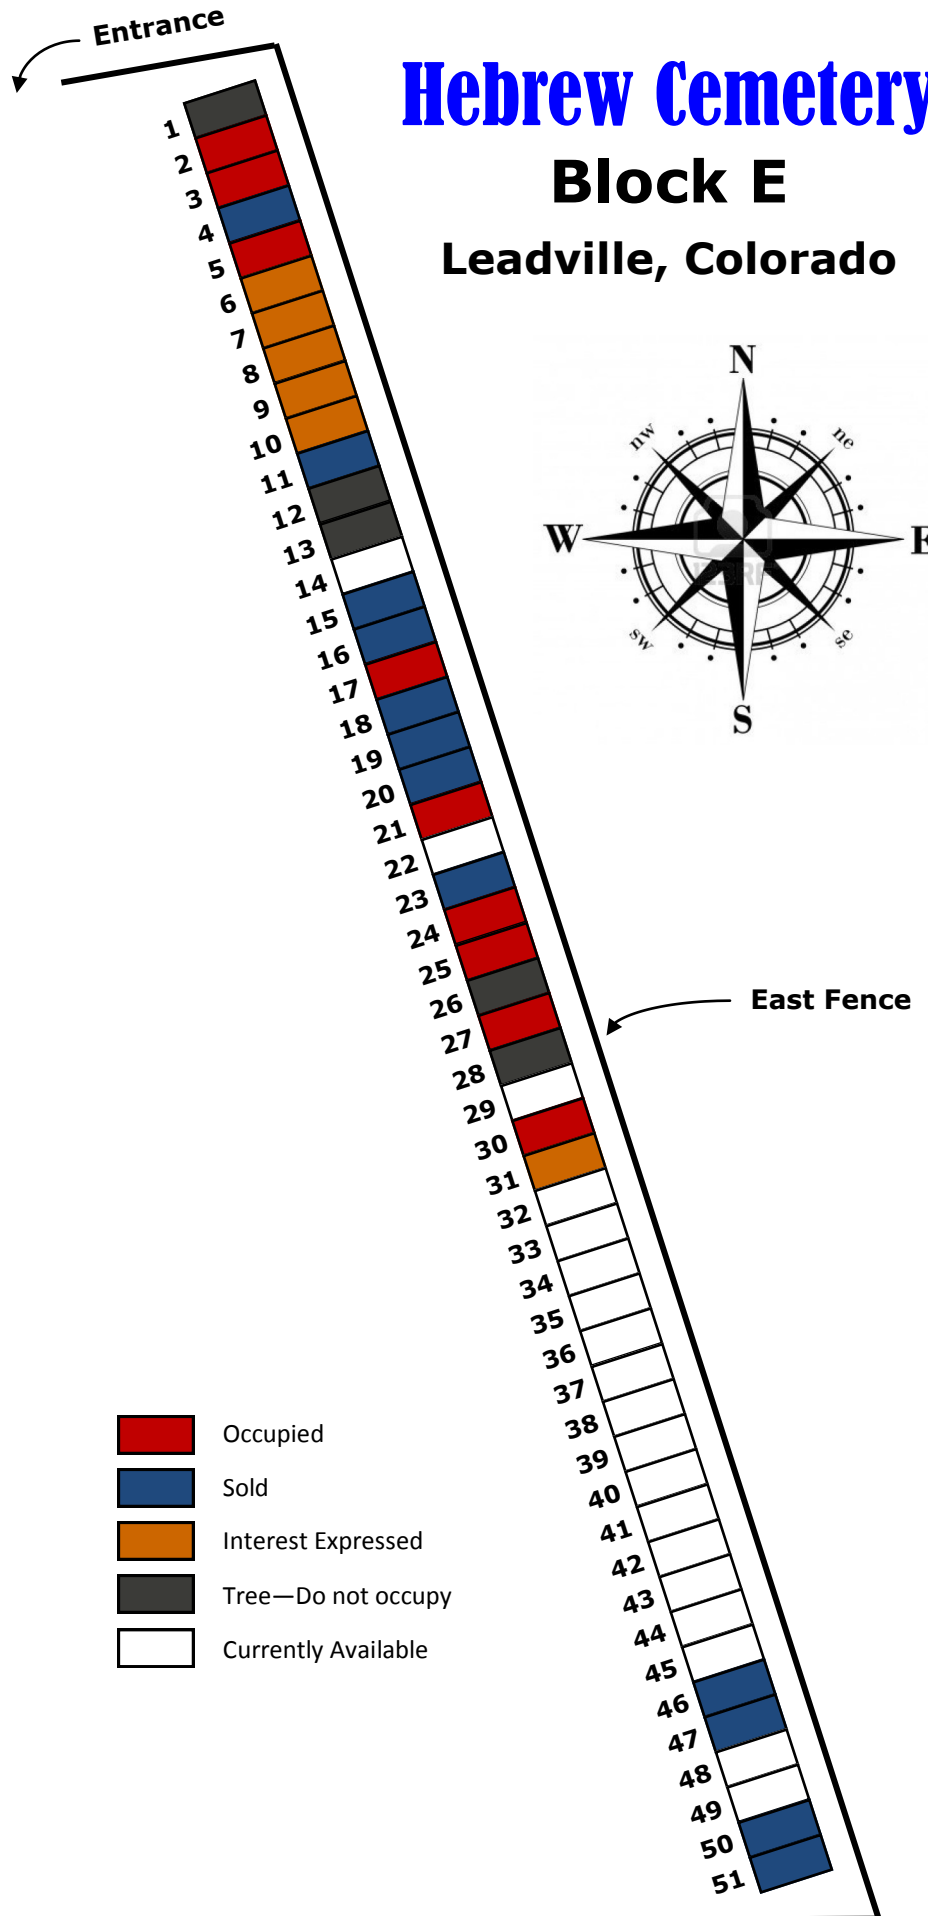 Entrance
Hebrew Cemetery
Block E
Leadville, Colorado
1
2
3
4
5
6
7
8
9
10
11
12
13
14
15
16
17
18
19
20
21
22
23
24
25
26
27
28
29
30
31
32
33
34
35
36
37
38
39
40
41
42
43
44
45
46
47
48
49
50
51
N
nw
ne
W
E
sw
se
S
123RF
East Fence
Occupied
Sold
Interest Expressed
Tree—Do not occupy
Currently Available